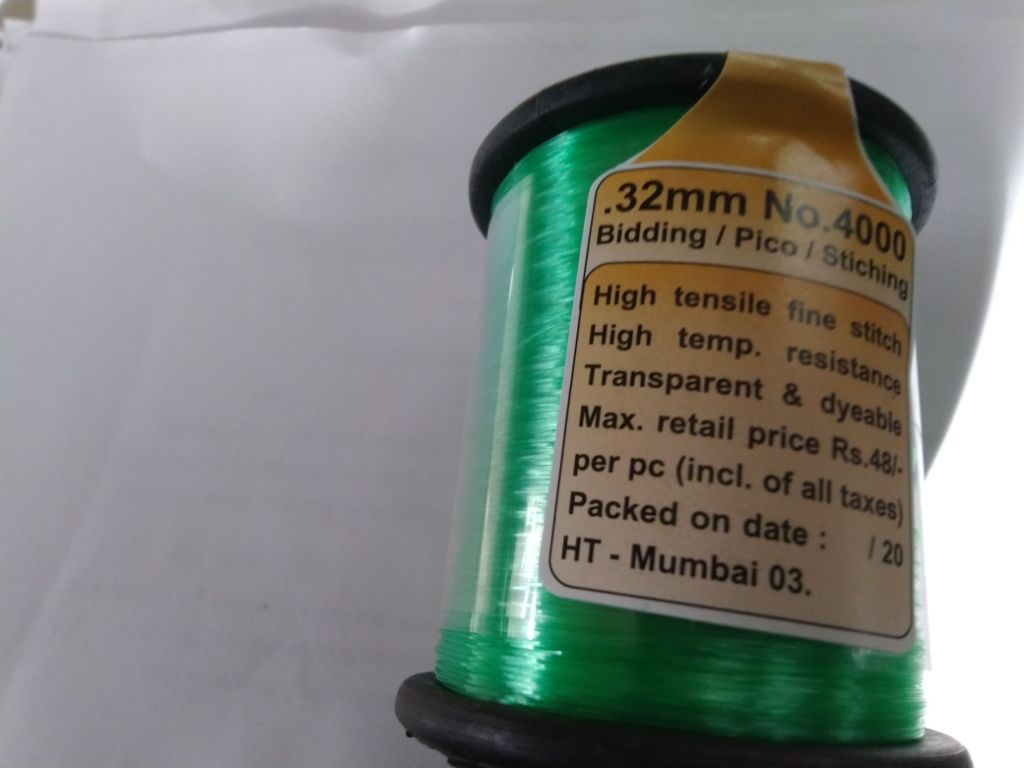 .32mm No.4000
Bidding / Pico / Stiching
High tensile fine stitch
High temp. resistance
Transparent & dyeable
Max. retail price Rs.48/-
per pc (incl. of all taxes)
Packed on date : / 20
HT - Mumbai 03.